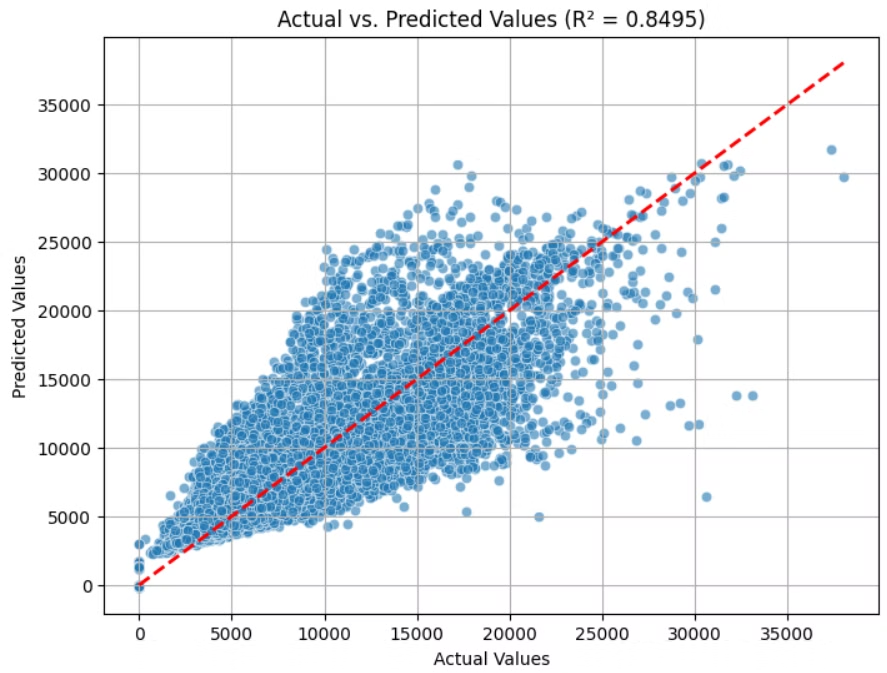 Actual vs. Predicted Values (R² = 0.8495)
Predicted Values
35000
30000
25000
20000
15000
10000
5000
0
0 5000 10000 15000 20000 25000 30000 35000
Actual Values